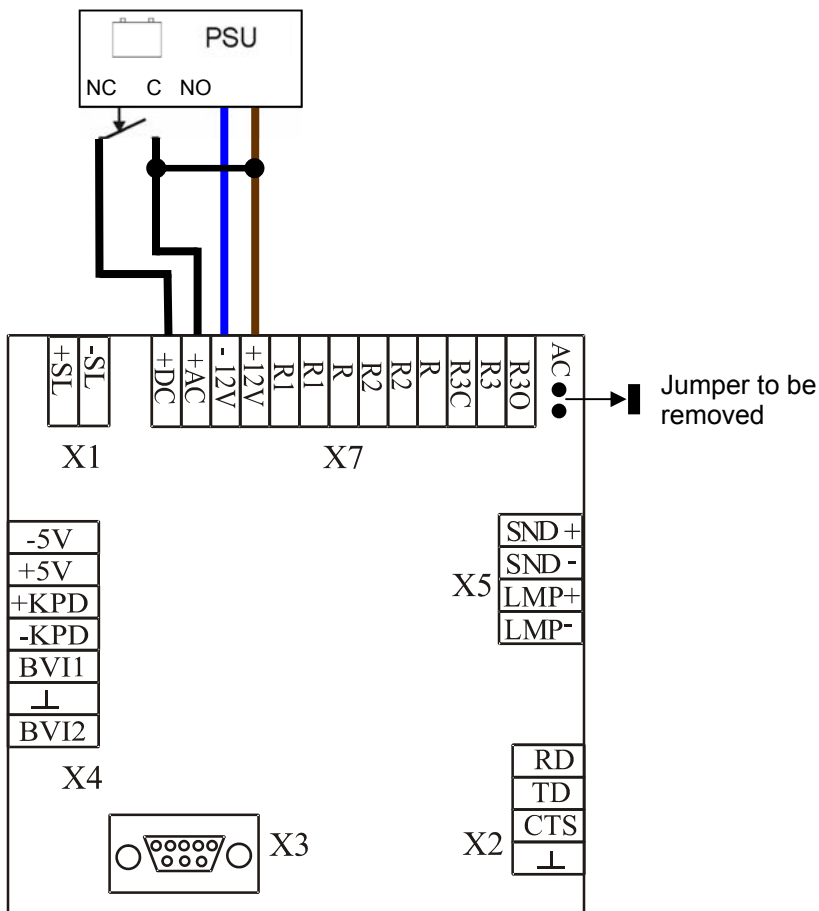 PSU
NC C NO
+SL
-SL
+DC
+AC
- 12V
+12V
R1
R1
R
R2
R2
R
R3C
R3
R3O
AC
Jumper to be
removed
X1
X7
-5V
+5V
+KPD
-KPD
BVI1
BVI2
X4
SND +
SND -
LMP+
LMP-
X5
RD
TD
CTS
X2
X3